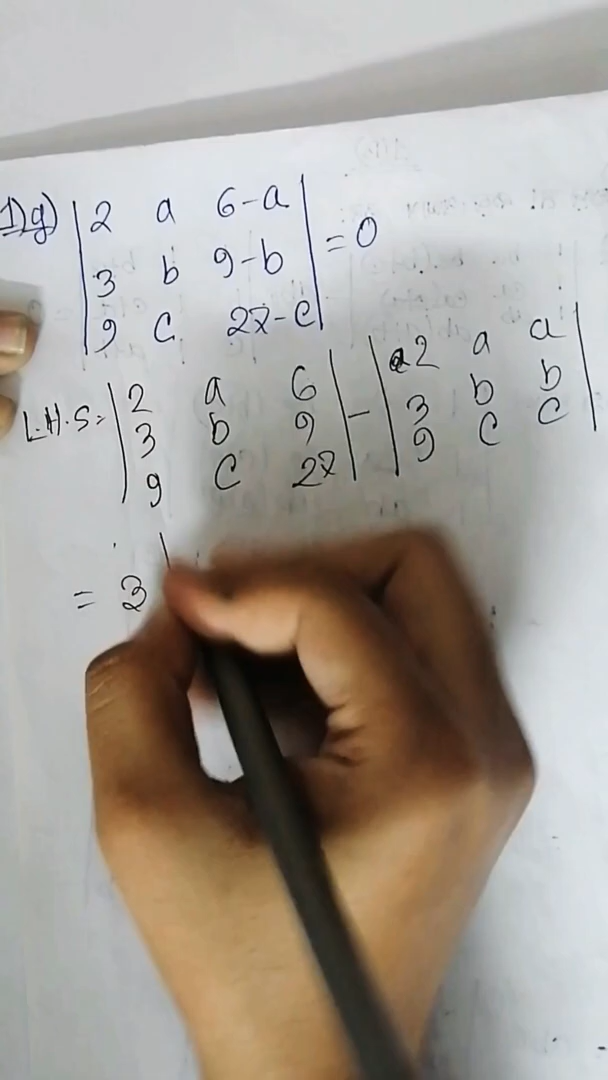 1)g) | 2 a 6-a |
| 3 b 9-b | = 0
| 9 c 27-c |
L.H.S = | 2 a 6 | - | 2 a a |
| 3 b 9 | | 3 b b |
| 9 c 27 | | 9 c c |
= 3 |